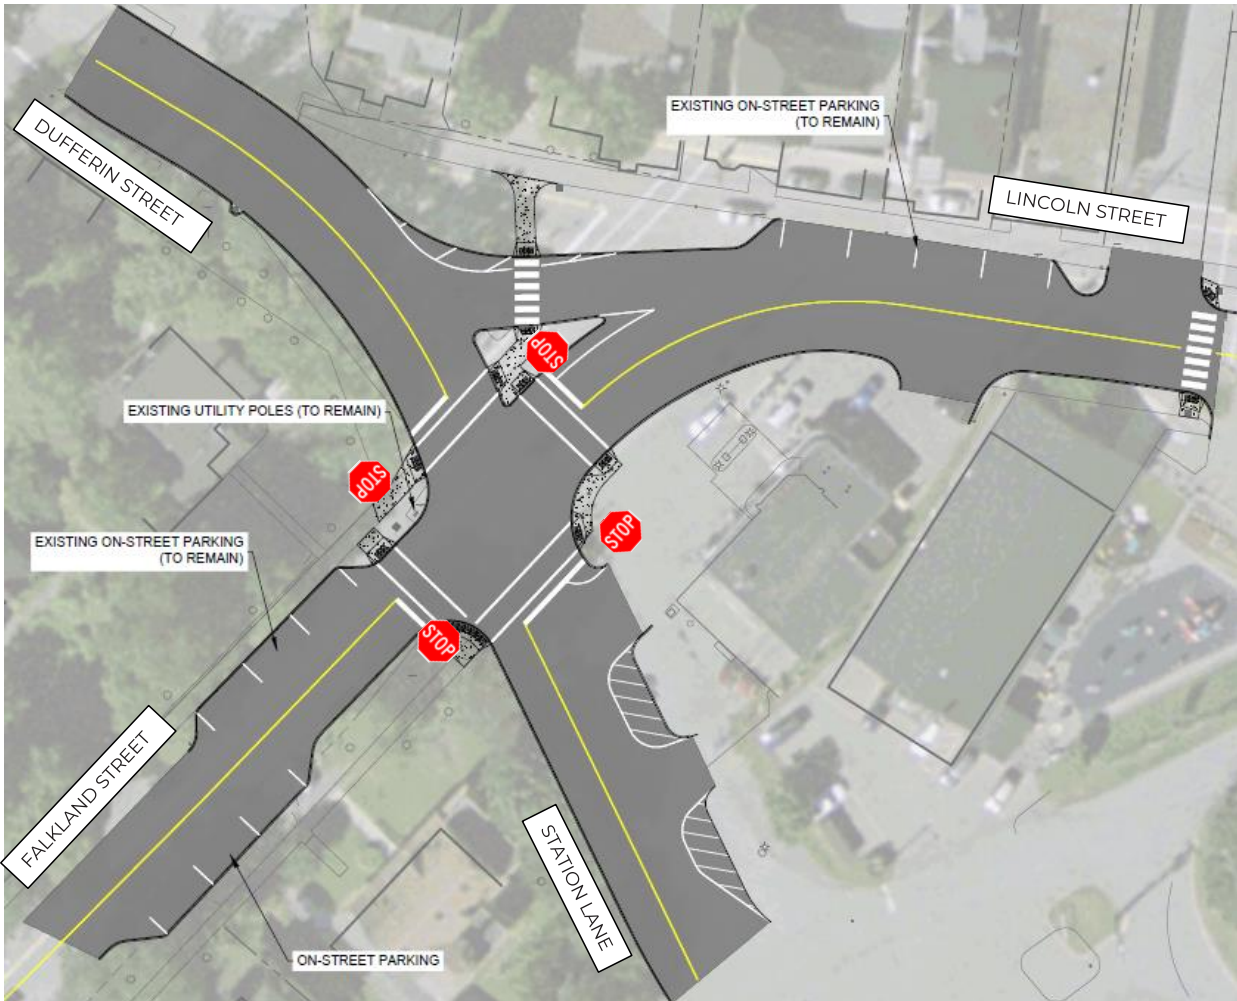 EXISTING ON-STREET PARKING
(TO REMAIN)
DUFFERIN STREET
LINCOLN STREET
STOP
EXISTING UTILITY POLES (TO REMAIN)
STOP
STOP
EXISTING ON-STREET PARKING
(TO REMAIN)
STOP
FALKLAND STREET
STATION LANE
ON-STREET PARKING